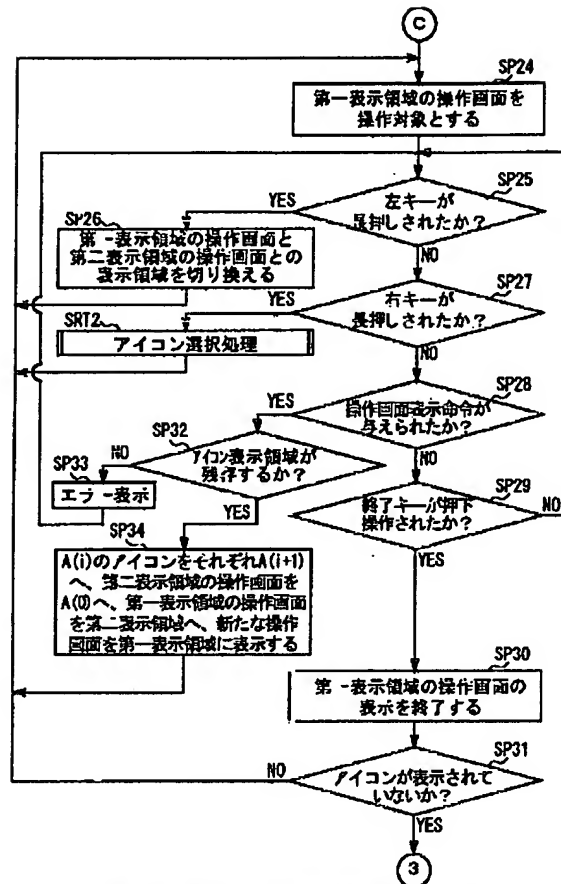 C
SP24
第一表示領域の操作画面を
操作対象とする
SP25
左キーが
長押しされたか？
YES
NO
SP26
第一表示領域の操作画面と
第二表示領域の操作画面との
表示領域を切り換える
SP27
右キーが
長押しされたか？
YES
NO
SRT2
アイコン選択処理
SP28
操作画面表示命令が
与えられたか？
YES
NO
SP32
アイコン表示領域が
残存するか？
NO
YES
SP33
エラー表示
SP29
終了キーが押下
操作されたか？
NO
YES
SP34
A(i)のアイコンをそれぞれA(i+1)
へ、第二表示領域の操作画面を
A(0)へ、第一表示領域の操作画面
を第二表示領域へ、新たな操作
画面を第一表示領域に表示する
SP30
第一表示領域の操作画面の
表示を終了する
SP31
アイコンが表示されて
いないか？
NO
YES
3